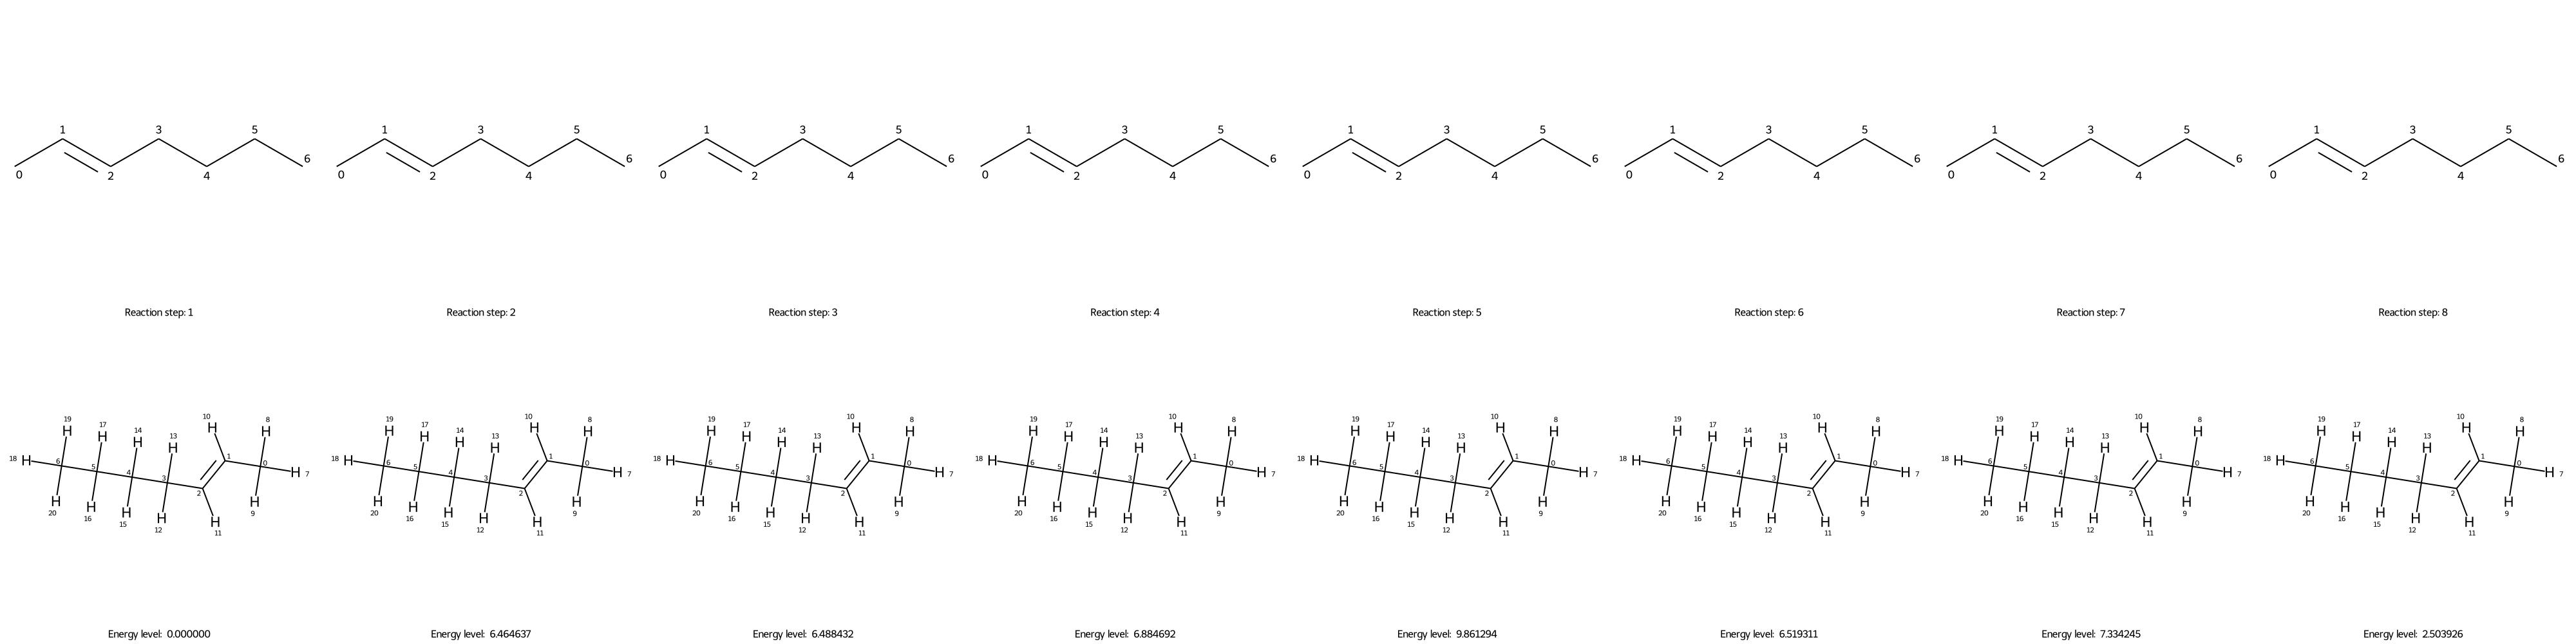 1 3 5 1 3 5 1 3 5 1 3 5 1 3 5 1 3 5 1 3 5 1 3 5
6 6 6 6 6 6 6 6
0 2 4 0 2 4 0 2 4 0 2 4 0 2 4 0 2 4 0 2 4 0 2 4
Reaction step: 1 Reaction step: 2 Reaction step: 3 Reaction step: 4 Reaction step: 5 Reaction step: 6 Reaction step: 7 Reaction step: 8
19 17 14 13 10 8 19 17 14 13 10 8 19 17 14 13 10 8 19 17 14 13 10 8 19 17 14 13 10 8 19 17 14 13 10 8 19 17 14 13 10 8 19 17 14 13 10 8
H H H H H H H H H H H H H H H H H H H H H H H H H H H H H H H H H H H H H H H H H H H H H H H H
18 H 6 5 4 3 2 1 0 H 7 18 H 6 5 4 3 2 1 0 H 7 18 H 6 5 4 3 2 1 0 H 7 18 H 6 5 4 3 2 1 0 H 7 18 H 6 5 4 3 2 1 0 H 7 18 H 6 5 4 3 2 1 0 H 7 18 H 6 5 4 3 2 1 0 H 7 18 H 6 5 4 3 2 1 0 H 7
H H H H H H H H H H H H H H H H H H H H H H H H H H H H H H H H H H H H H H H H H H H H H H H H
20 16 15 12 11 9 20 16 15 12 11 9 20 16 15 12 11 9 20 16 15 12 11 9 20 16 15 12 11 9 20 16 15 12 11 9 20 16 15 12 11 9 20 16 15 12 11 9
Energy level: 0.000000 Energy level: 6.464637 Energy level: 6.488432 Energy level: 6.884692 Energy level: 9.861294 Energy level: 6.519311 Energy level: 7.334245 Energy level: 2.503926